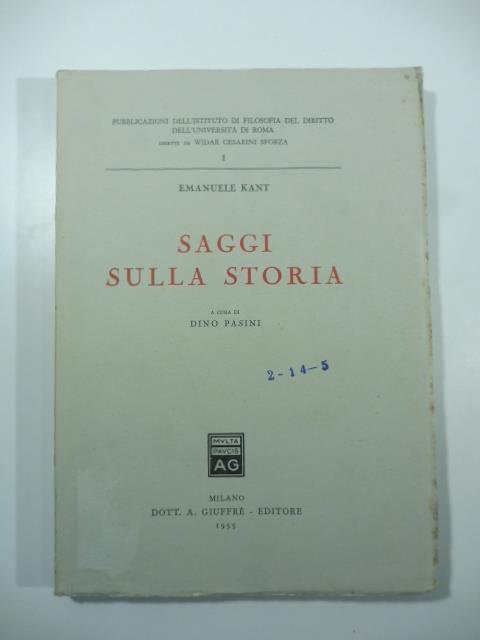 PUBBLICAZIONI DELL'ISTITUTO DI FILOSOFIA DEL DIRITTO
DELL'UNIVERSITÀ DI ROMA
DIRETTE DA WIDAR CESARINI SFORZA
I
EMANUELE KANT
SAGGI
SULLA STORIA
A CURA DI
DINO PASINI
2-14-5
MVLTA
PAVCIS
AG
MILANO
DOTT. A. GIUFFRÈ - EDITORE
1955